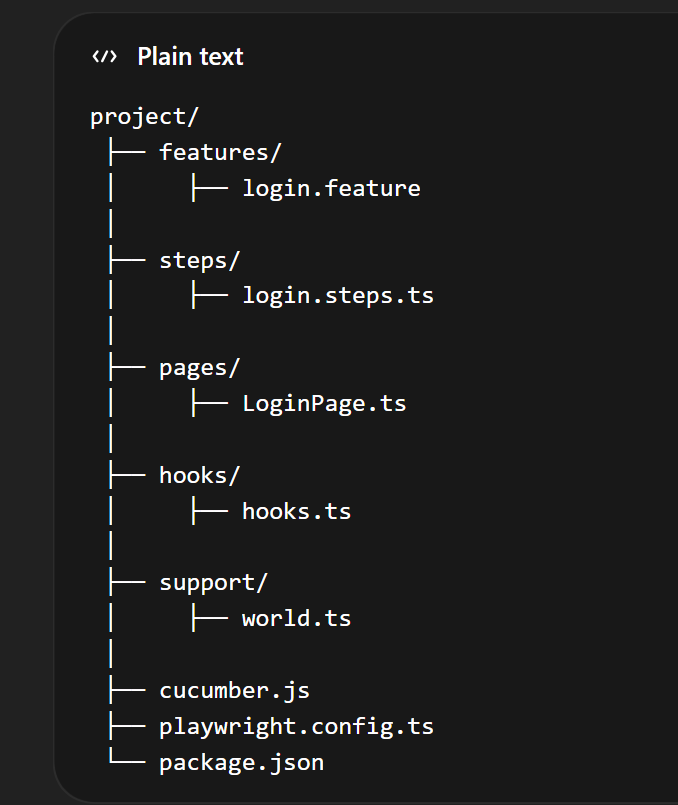 </> Plain text
project/
├── features/
│     ├── login.feature
│
├── steps/
│     ├── login.steps.ts
│
├── pages/
│     ├── LoginPage.ts
│
├── hooks/
│     ├── hooks.ts
│
├── support/
│     ├── world.ts
│
├── cucumber.js
├── playwright.config.ts
└── package.json